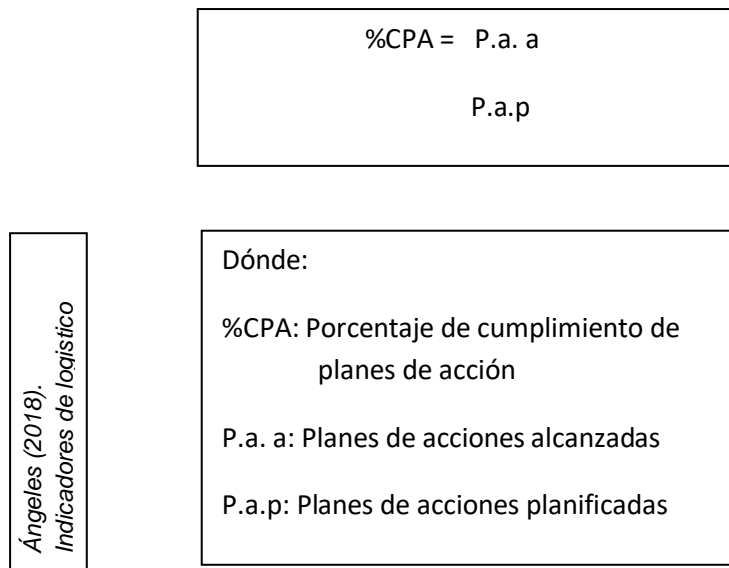 %CPA = P.a. a
P.a.p
Ángeles (2018).
Indicadores de logistico
Dónde:
%CPA: Porcentaje de cumplimiento de
planes de acción
P.a. a: Planes de acciones alcanzadas
P.a.p: Planes de acciones planificadas